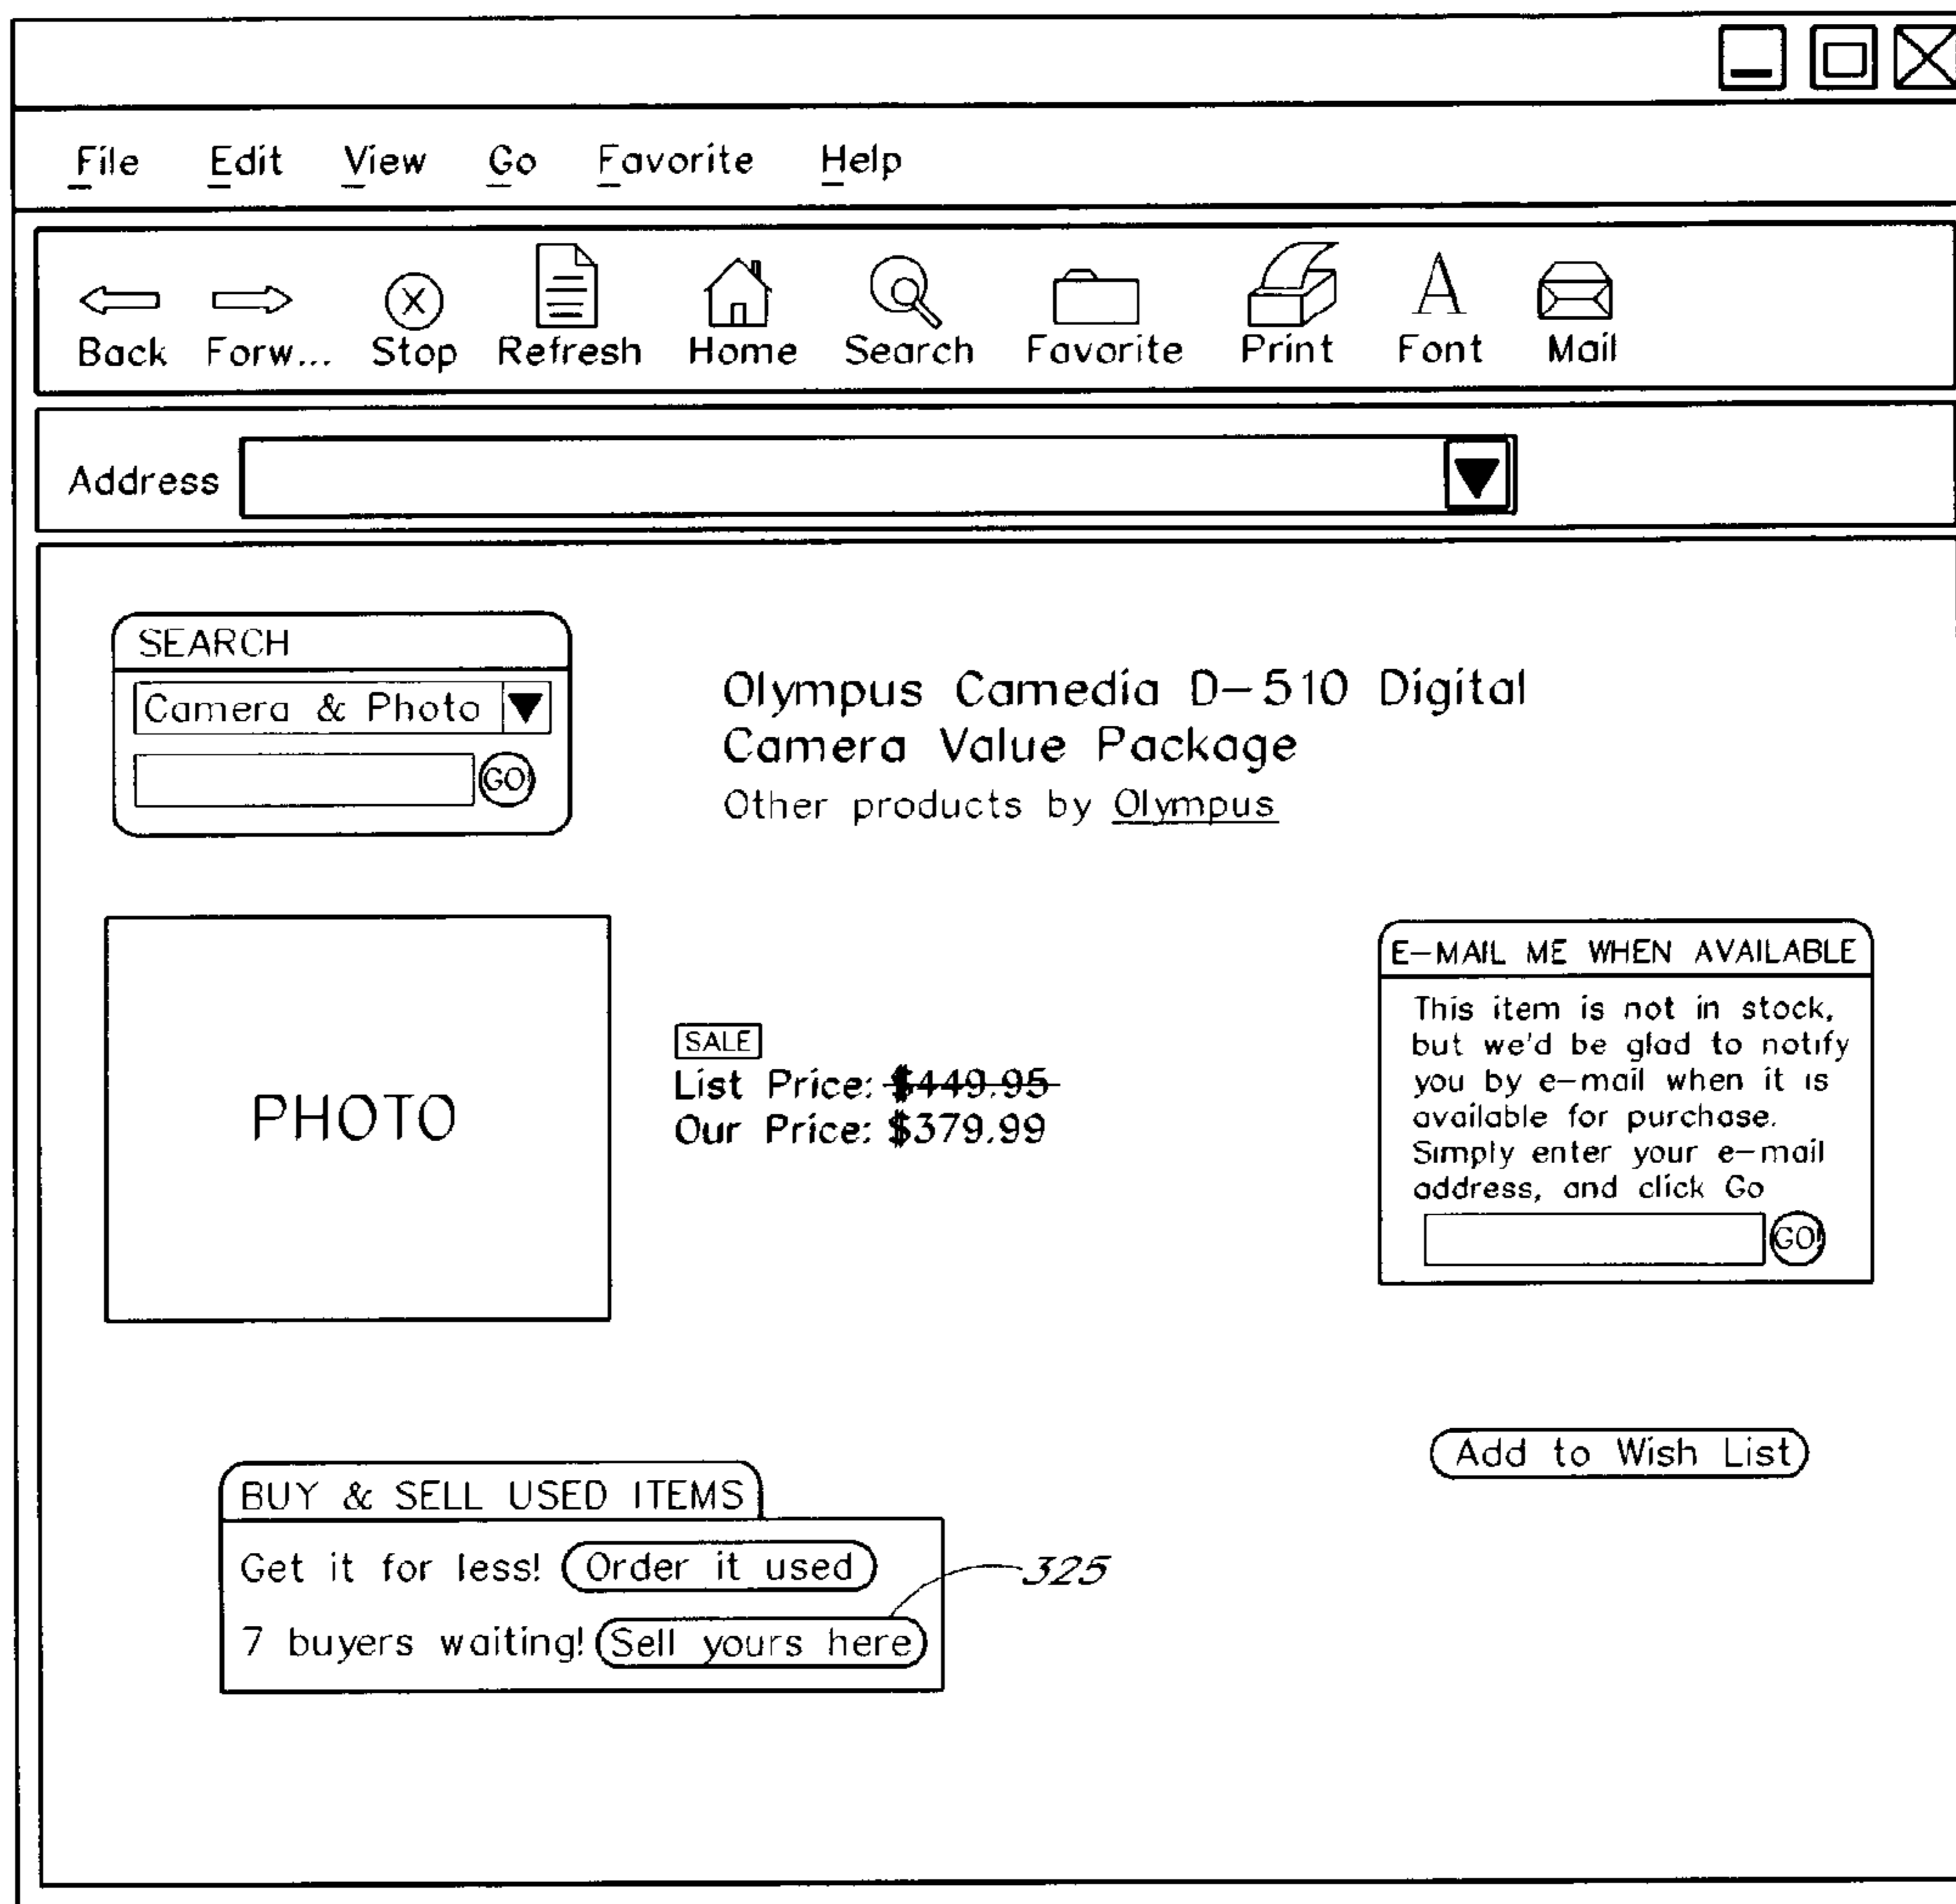 File Edit View Go Favorite Help
Back Forw... Stop Refresh Home Search Favorite Print Font Mail
Address
SEARCH
Camera & Photo
GO!
Olympus Camedia D-510 Digital
Camera Value Package
Other products by Olympus
PHOTO
SALE
List Price: $449.95
Our Price: $379.99
E-MAIL ME WHEN AVAILABLE
This item is not in stock,
but we'd be glad to notify
you by e-mail when it is
available for purchase.
Simply enter your e-mail
address, and click Go
GO!
Add to Wish List
BUY & SELL USED ITEMS
Get it for less! Order it used
325
7 buyers waiting! Sell yours here